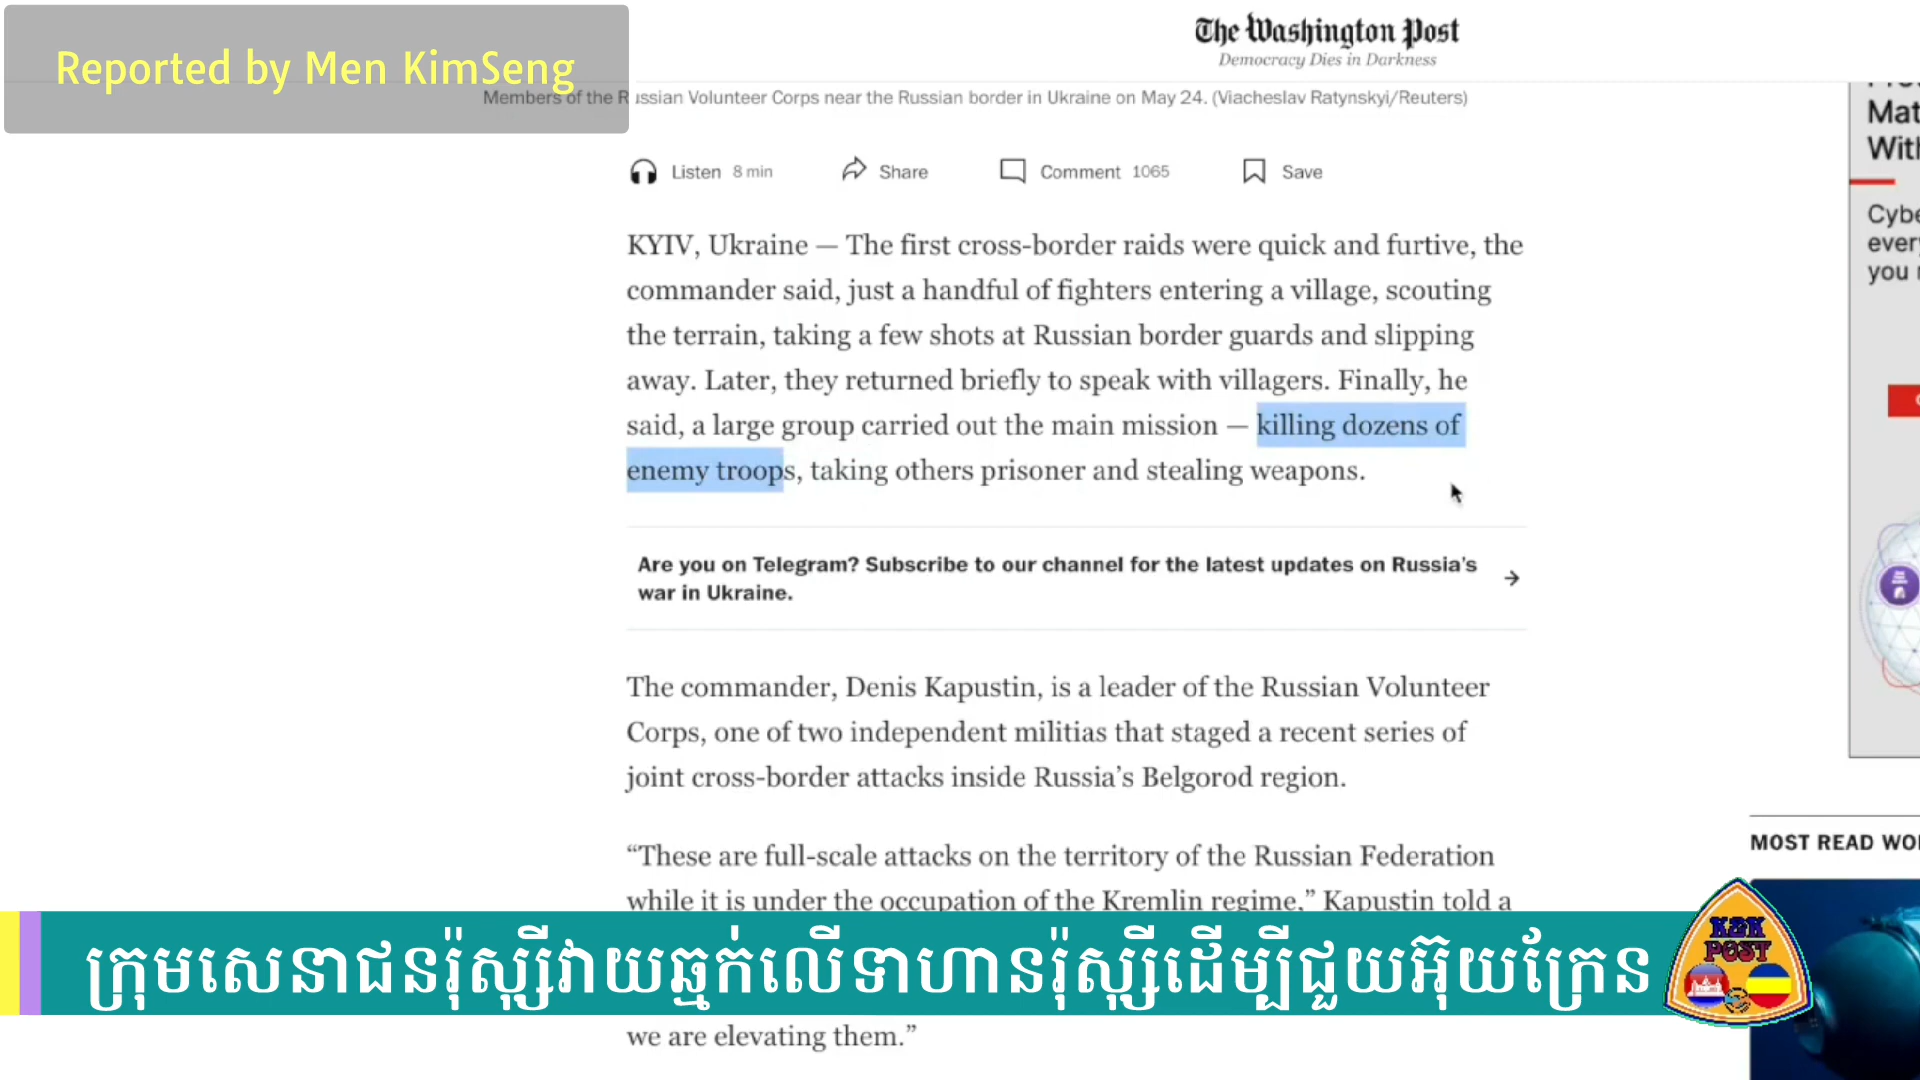 Reported by Men KimSeng
The Washington Post
Democracy Dies in Darkness
Members of the Russian Volunteer Corps near the Russian border in Ukraine on May 24. (Viacheslav Ratynskyi/Reuters)
Mat
With
Listen 8 min Share Comment 1065 Save
Cybe
ever
you
KYIV, Ukraine — The first cross-border raids were quick and furtive, the
commander said, just a handful of fighters entering a village, scouting
the terrain, taking a few shots at Russian border guards and slipping
away. Later, they returned briefly to speak with villagers. Finally, he
said, a large group carried out the main mission — killing dozens of
enemy troops, taking others prisoner and stealing weapons.
Are you on Telegram? Subscribe to our channel for the latest updates on Russia’s
war in Ukraine.
The commander, Denis Kapustin, is a leader of the Russian Volunteer
Corps, one of two independent militias that staged a recent series of
joint cross-border attacks inside Russia’s Belgorod region.
MOST READ WO
“These are full-scale attacks on the territory of the Russian Federation
while it is under the occupation of the Kremlin regime,” Kapustin told a
ក្រុមសេនាជនរ៉ុស្ស៊ីវាយឆ្មក់លើទាហានរ៉ុស្ស៊ីដើម្បីជួយអ៊ុយក្រែន
K&K
POST
we are elevating them.”